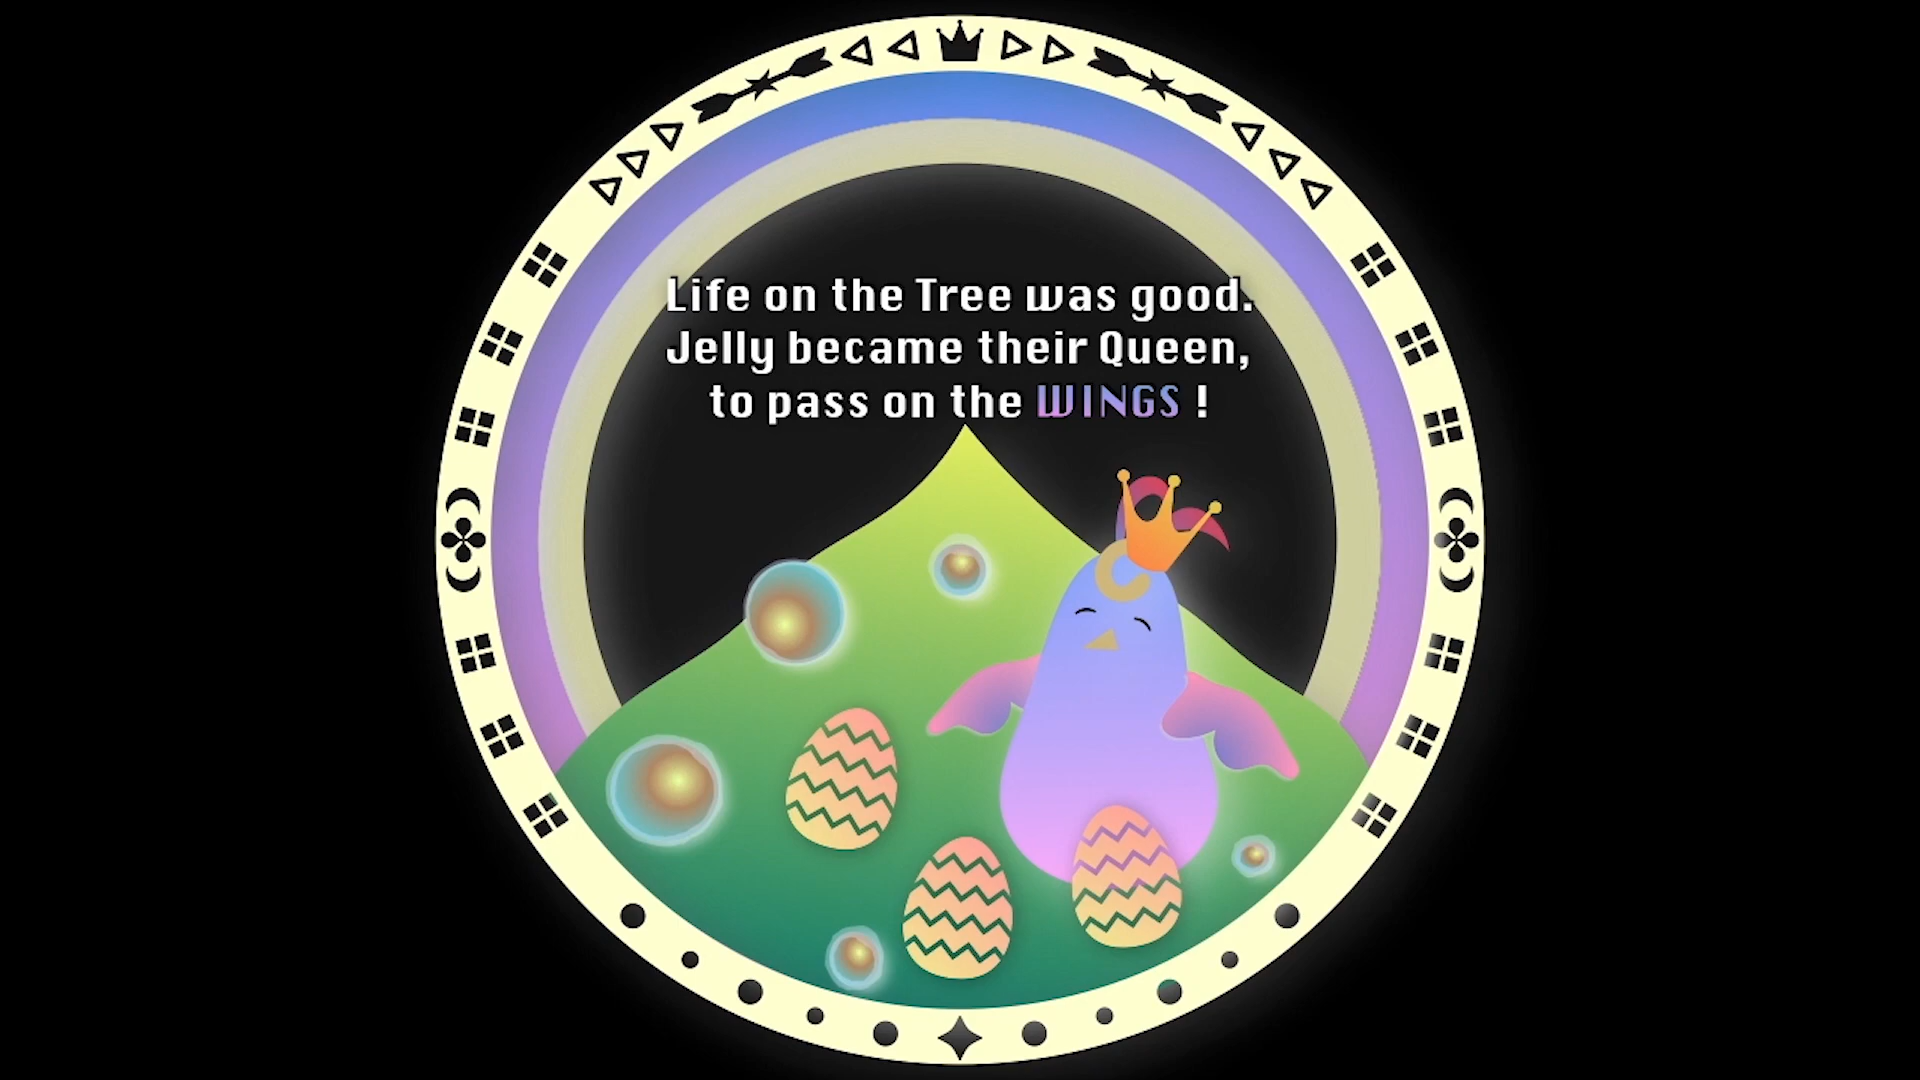 Life on the Tree was good.
Jelly became their Queen,
to pass on the WINGS !